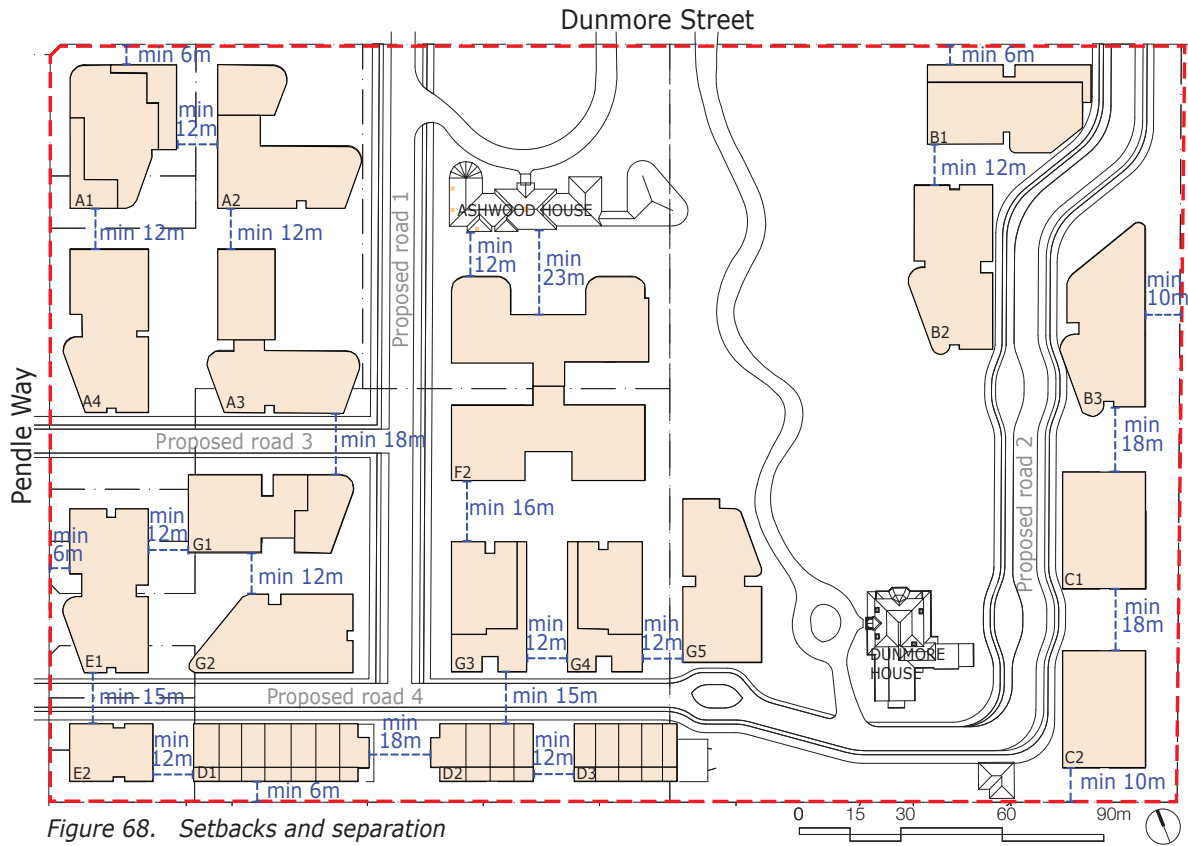 Dunmore Street
min 6m
min 6m
min
12m
B1
min 12m
A1
A2
ASHWOOD HOUSE
min 12m
min 12m
min
12m
min
23m
Proposed road 1
min
10m
B2
A4
A3
B3
Pendle Way
Proposed road 3
min 18m
min
18m
F2
min 16m
min
12m
G1
min
6m
min 12m
Proposed road 2
C1
min
18m
min
12m
min
12m
E1
G2
G3
G4
G5
DUNMORE
HOUSE
min 15m
Proposed road 4
min 15m
min
18m
min
12m
min
12m
E2
D1
D2
D3
C2
min 6m
min 10m
Figure 68. Setbacks and separation
0 15 30 60 90m